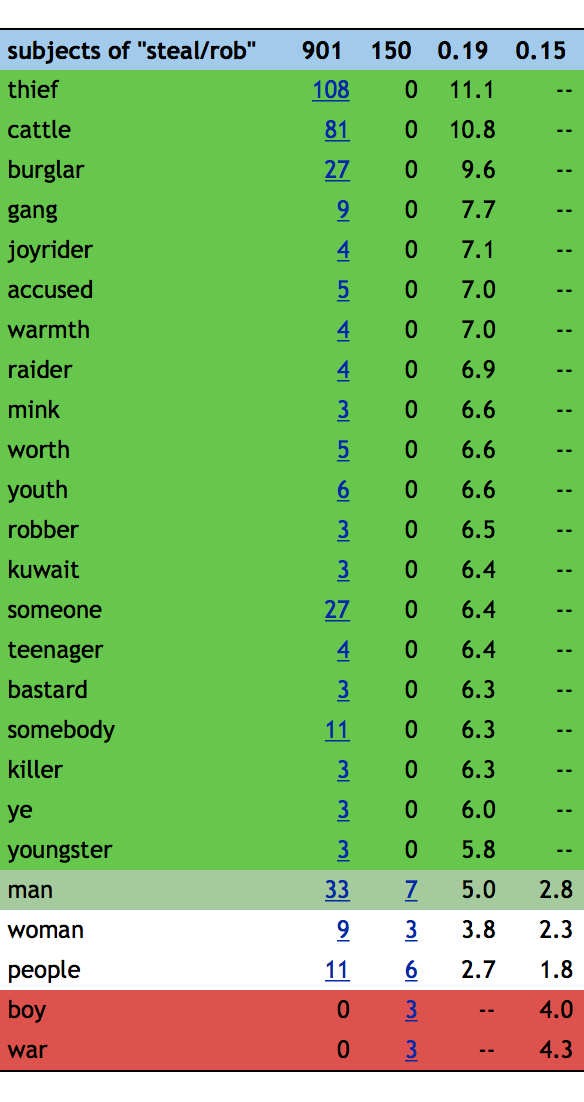 subjects of "steal/rob" 901 150 0.19 0.15
thief 108 0 11.1 --
cattle 81 0 10.8 --
burglar 27 0 9.6 --
gang 9 0 7.7 --
joyrider 4 0 7.1 --
accused 5 0 7.0 --
warmth 4 0 7.0 --
raider 4 0 6.9 --
mink 3 0 6.6 --
worth 5 0 6.6 --
youth 6 0 6.6 --
robber 3 0 6.5 --
kuwait 3 0 6.4 --
someone 27 0 6.4 --
teenager 4 0 6.4 --
bastard 3 0 6.3 --
somebody 11 0 6.3 --
killer 3 0 6.3 --
ye 3 0 6.0 --
youngster 3 0 5.8 --
man 33 7 5.0 2.8
woman 9 3 3.8 2.3
people 11 6 2.7 1.8
boy 0 3 -- 4.0
war 0 3 -- 4.3